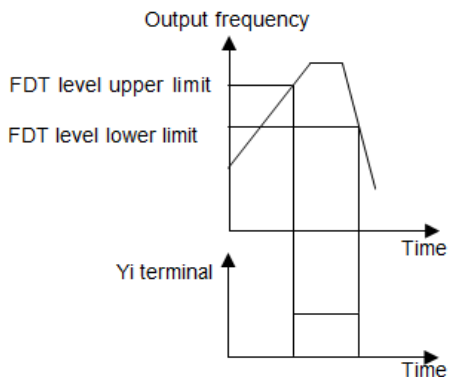 Output frequency
FDT level upper limit
FDT level lower limit
Time
Yi terminal
Time